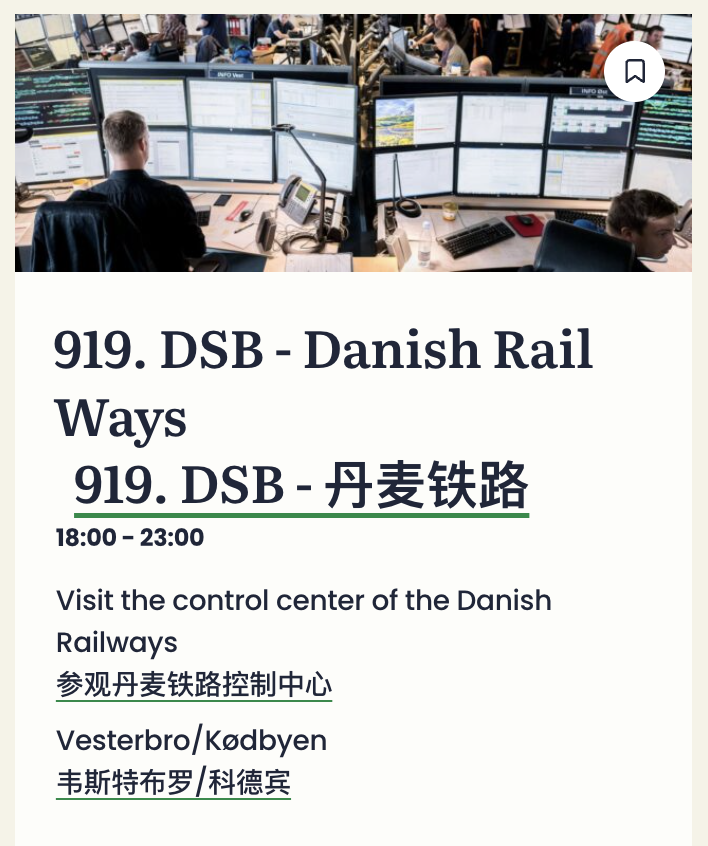 INFO Vest
919. DSB - Danish Rail
Ways
919. DSB - 丹麦铁路
18:00 – 23:00
Visit the control center of the Danish
Railways
参观丹麦铁路控制中心
Vesterbro/Kødbyen
韦斯特布罗/科德宾